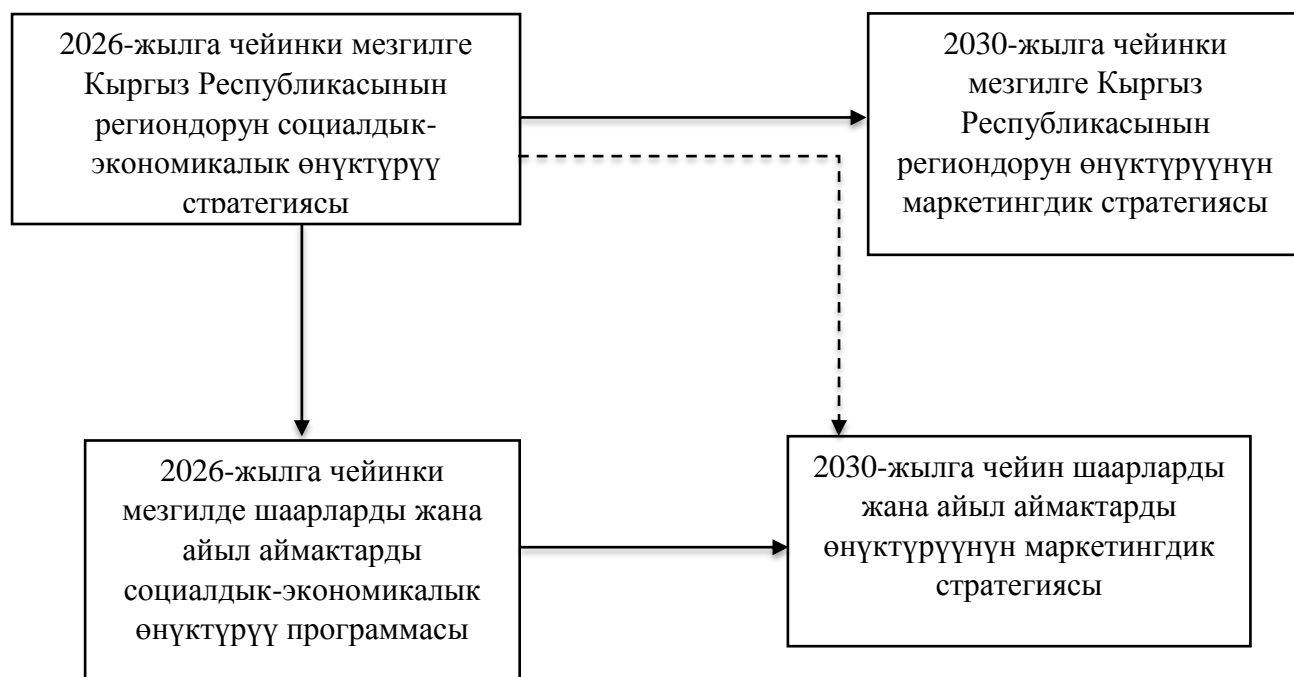 2026-жылга чейинки мезгилге
Кыргыз Республикасынын
региондорун социалдык-
экономикалык өнүктүрүү
стратегиясы
2030-жылга чейинки
мезгилге Кыргыз
Республикасынын
региондорун өнүктүрүүнүн
маркетингдик стратегиясы
2026-жылга чейинки
мезгилде шаарларды жана
айыл аймактарды
социалдык-экономикалык
өнүктүрүү программасы
2030-жылга чейин шаарларды
жана айыл аймактарды
өнүктүрүүнүн маркетингдик
стратегиясы